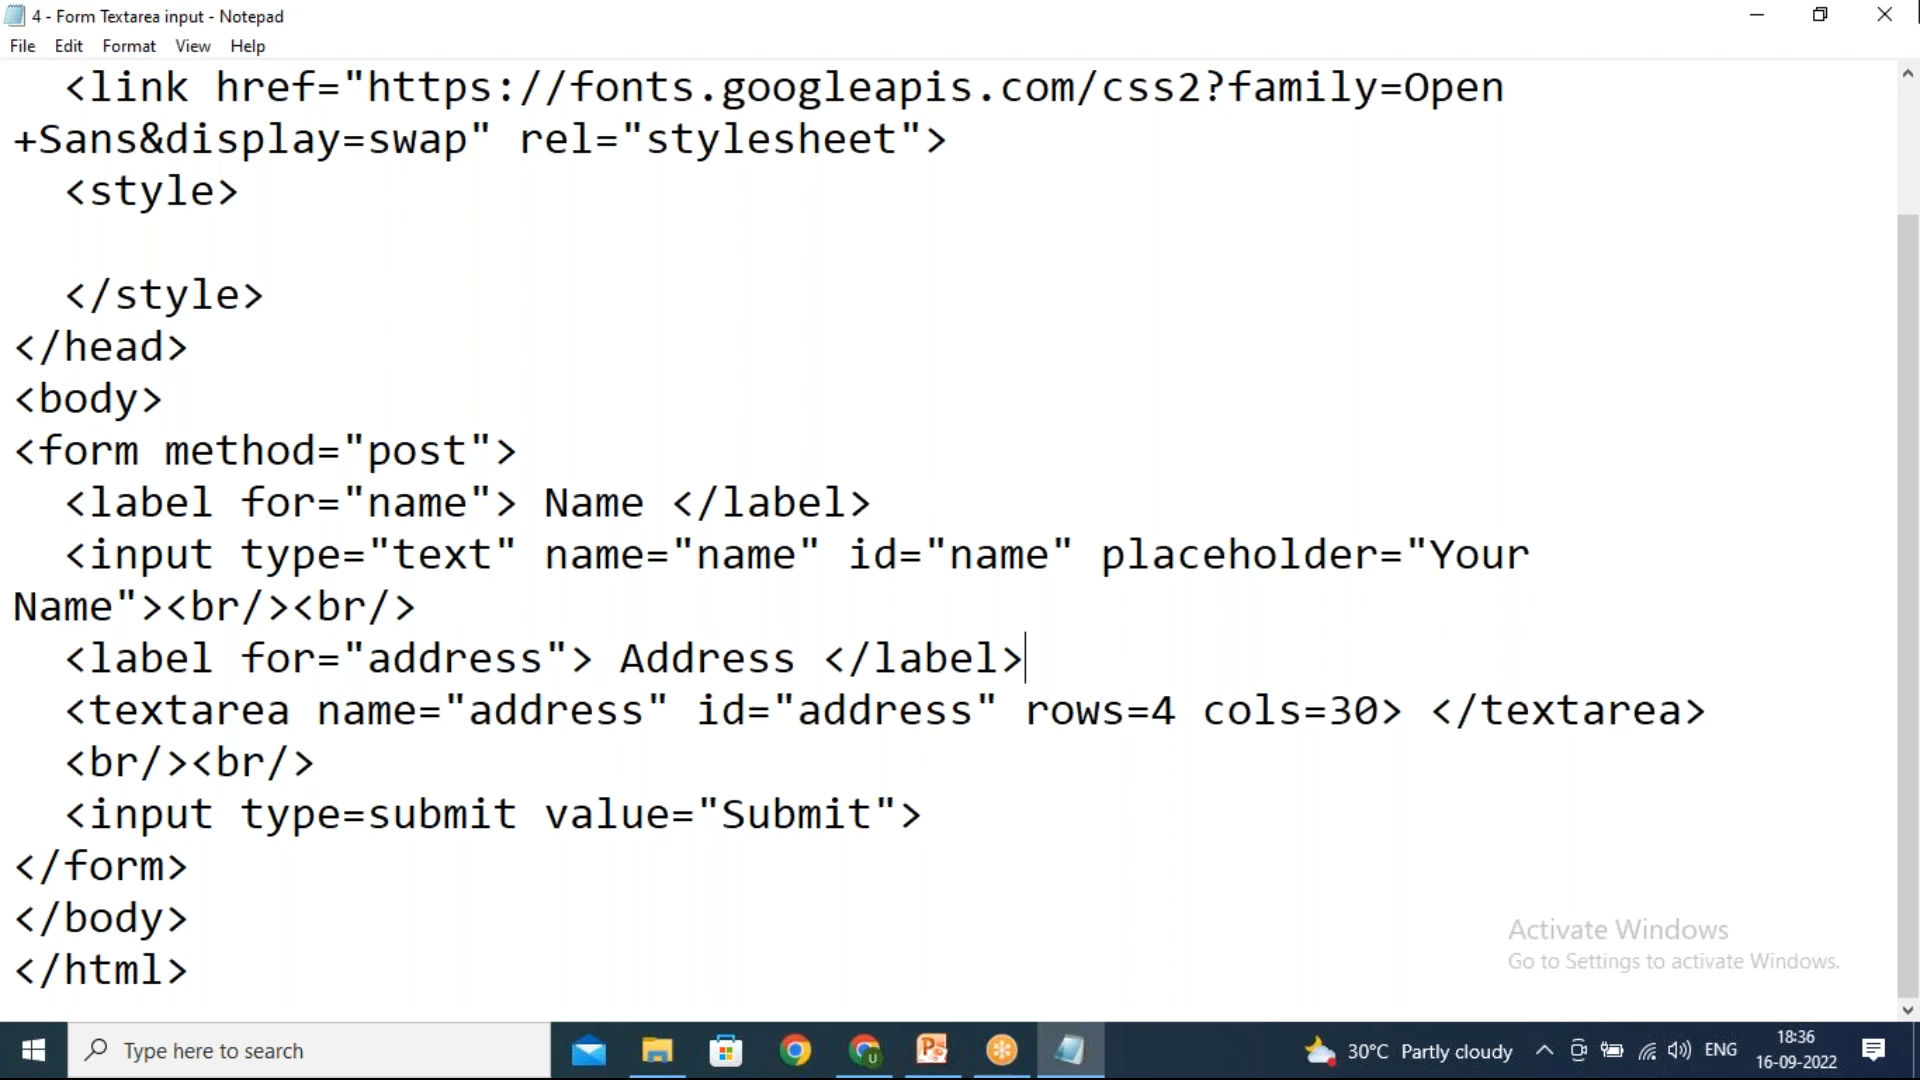 4 - Form Textarea input - Notepad
File Edit Format View Help
<link href="https://fonts.googleapis.com/css2?family=Open
+Sans&display=swap" rel="stylesheet">
<style>
</style>
</head>
<body>
<form method="post">
<label for="name"> Name </label>
<input type="text" name="name" id="name" placeholder="Your
Name"><br/><br/>
<label for="address"> Address </label>
<textarea name="address" id="address" rows=4 cols=30> </textarea>
<br/><br/>
<input type=submit value="Submit">
</form>
</body>
</html>
Activate Windows
Go to Settings to activate Windows.
Type here to search
U
P
30°C Partly cloudy
ENG
18:36
16-09-2022